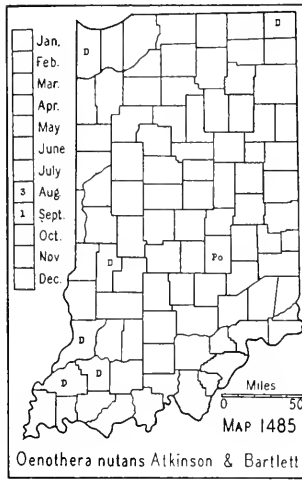 D
D
Jan.
Feb.
Mar.
Apr.
May
June
July
3 Aug.
1 Sept.
Oct.
Nov
Dec.
D
Po
D
D
D
Miles
0 50
MAP 1485
Oenothera nutans Atkinson & Bartlett